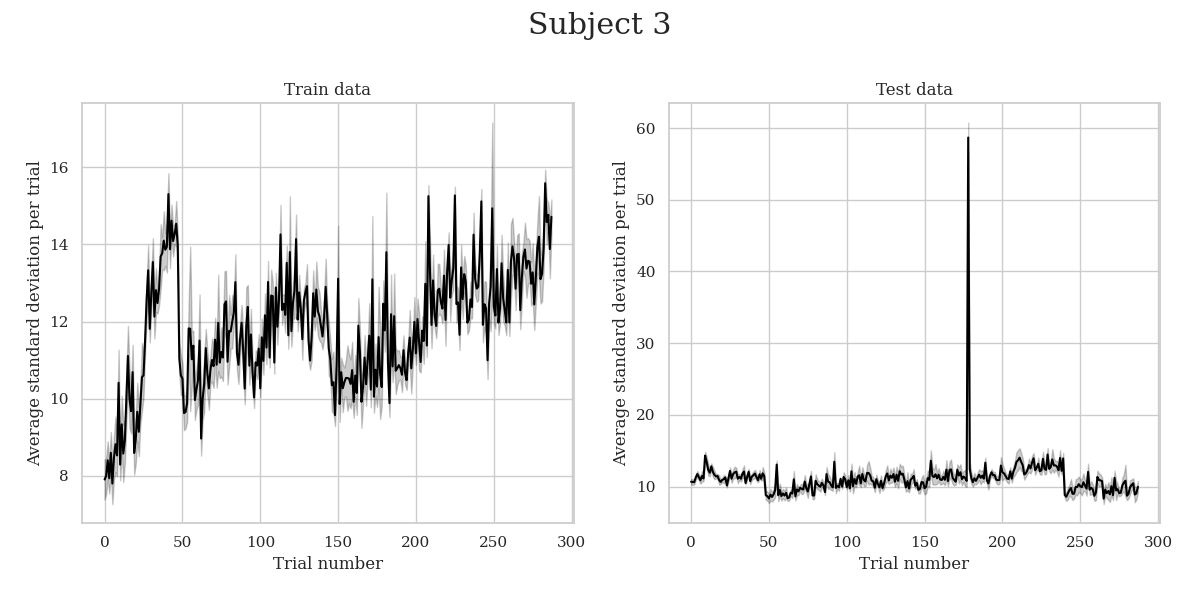 Subject 3
Train data
Average standard deviation per trial
16
14
12
10
8
0 50 100 150 200 250 300
Trial number
Test data
Average standard deviation per trial
60
50
40
30
20
10
0 50 100 150 200 250 300
Trial number